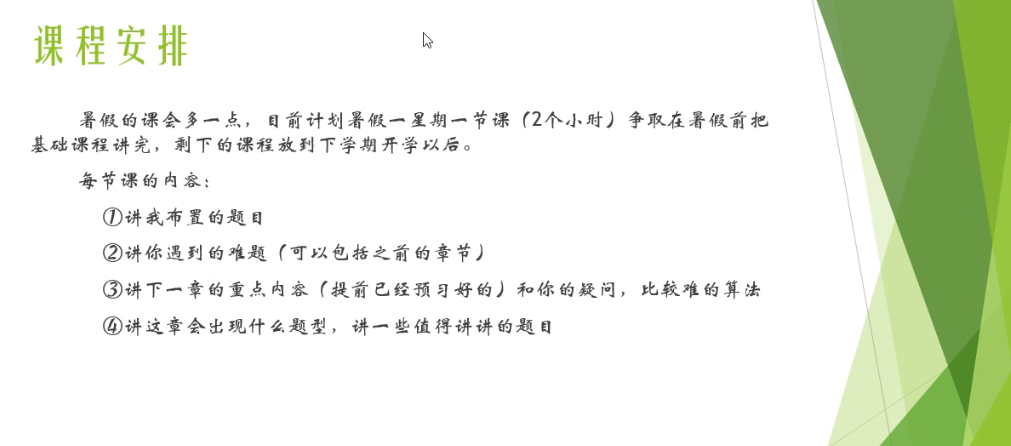 课程安排
暑假的课会多一点，目前计划暑假一星期一节课（2个小时）争取在暑假前把
基础课程讲完，剩下的课程放到下学期开学以后。
每节课的内容：
①讲我布置的题目
②讲你遇到的难题（可以包括之前的章节）
③讲下一章的重点内容（提前已经预习好的）和你的疑问，比较难的算法
④讲这章会出现什么题型，讲一些值得讲讲的题目